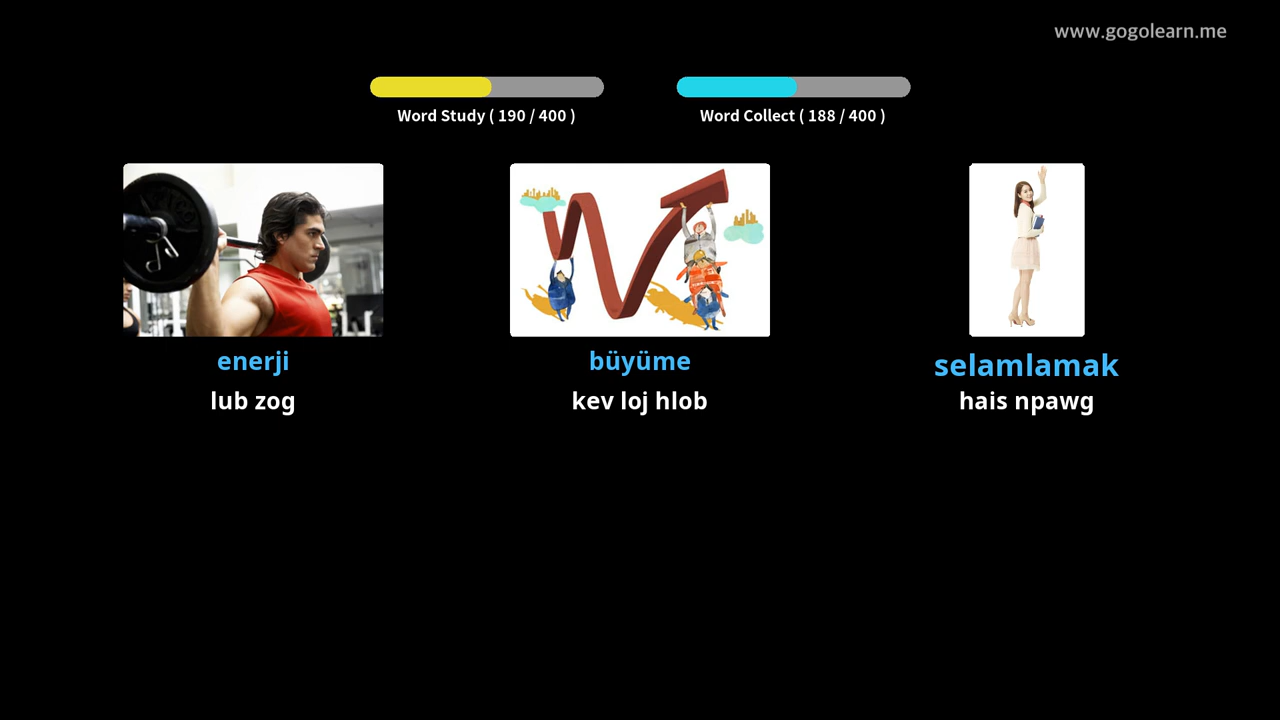 www.gogolearn.me
Word Study ( 190 / 400 )
Word Collect ( 188 / 400 )
enerji
lub zog
büyüme
kev loj hlob
selamlamak
hais npawg